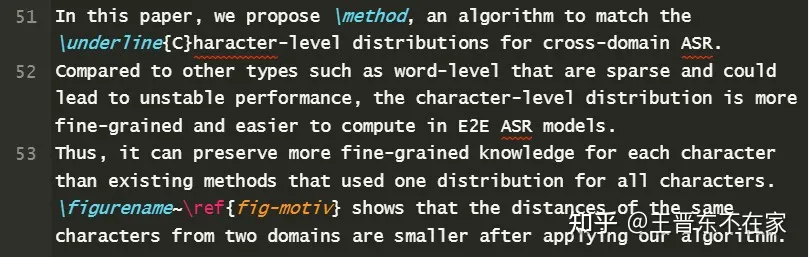 51 In this paper, we propose \method, an algorithm to match the
\underline{C}haracter-level distributions for cross-domain ASR.
52 Compared to other types such as word-level that are sparse and could
lead to unstable performance, the character-level distribution is more
fine-grained and easier to compute in E2E ASR models.
53 Thus, it can preserve more fine-grained knowledge for each character
than existing methods that used one distribution for all characters.
\figurename~\ref{fig-motiv} shows that the distances of the same
characters from two domains are smaller after applying our algorithm.
知乎 @王晋东不在家